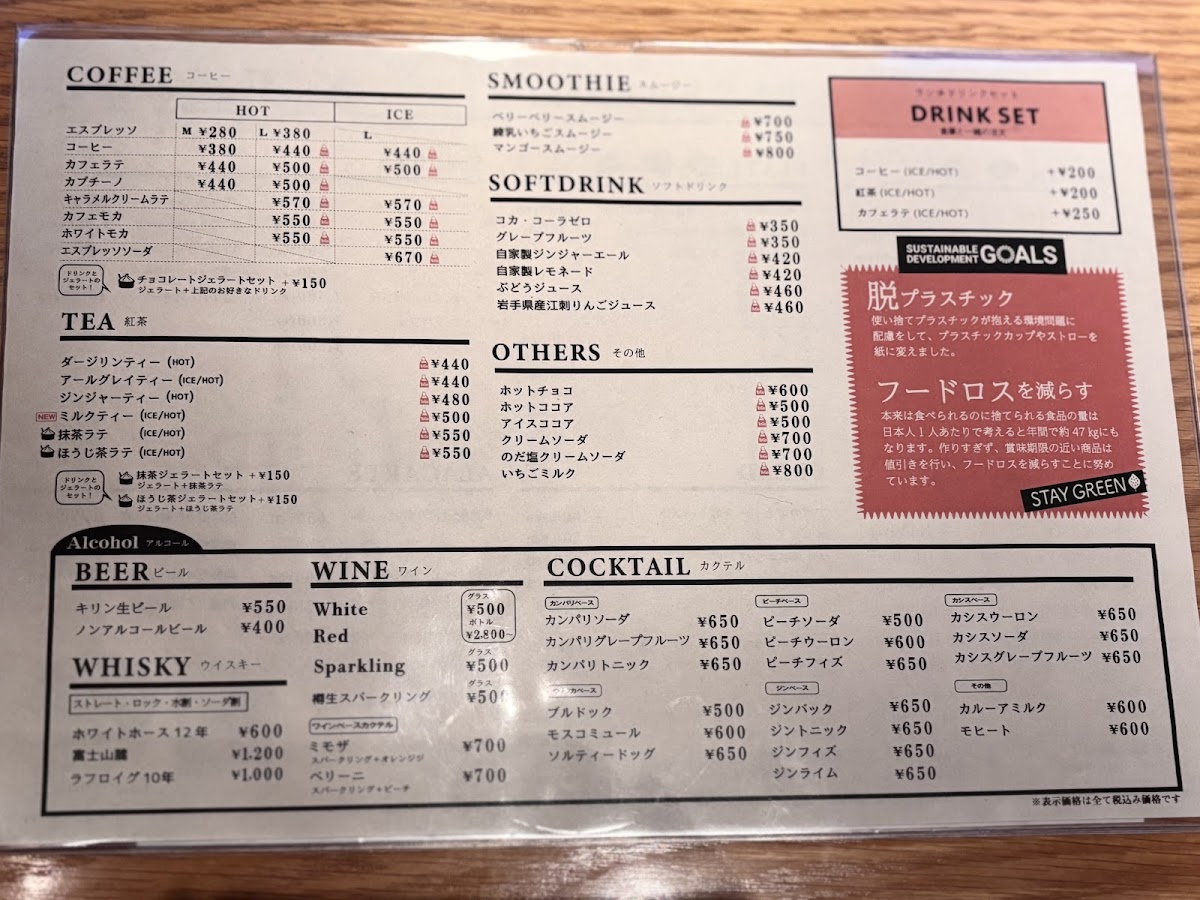 COFFEE コーヒー
HOT ICE
エスプレッソ M ¥280 L ¥380 L
コーヒー ¥380 ¥440 ¥440
カフェラテ ¥440 ¥500 ¥500
カプチーノ ¥440 ¥500
キャラメルクリームラテ ¥570 ¥570
カフェモカ ¥550 ¥550
ホワイトモカ ¥550 ¥550
エスプレッソソーダ ¥670
ドリンクと
ジェラートの
セット!
チョコレートジェラートセット +¥150
ジェラート+上記のお好きなドリンク
TEA 紅茶
ダージリンティー (HOT) ¥440
アールグレイティー (ICE/HOT) ¥440
ジンジャーティー (HOT) ¥480
NEW ミルクティー (ICE/HOT) ¥500
抹茶ラテ (ICE/HOT) ¥550
ほうじ茶ラテ (ICE/HOT) ¥550
ドリンクと
ジェラートの
セット!
抹茶ジェラートセット +¥150
ジェラート+抹茶ラテ
ほうじ茶ジェラートセット +¥150
ジェラート+ほうじ茶ラテ
SMOOTHIE スムージー
ベリーベリースムージー ¥700
練乳いちごスムージー ¥750
マンゴースムージー ¥800
SOFTDRINK ソフトドリンク
コカ・コーラゼロ ¥350
グレープフルーツ ¥350
自家製ジンジャーエール ¥420
自家製レモネード ¥420
ぶどうジュース ¥460
岩手県産江刺りんごジュース ¥460
OTHERS その他
ホットチョコ ¥600
ホットココア ¥500
アイスココア ¥500
クリームソーダ ¥700
のだ塩クリームソーダ ¥700
いちごミルク ¥800
ランチドリンクセット
DRINK SET
コーヒー (ICE/HOT) +¥200
紅茶 (ICE/HOT) +¥200
カフェラテ (ICE/HOT) +¥250
SUSTAINABLE
DEVELOPMENT GOALS
脱プラスチック
使い捨てプラスチックが抱える環境問題に
配慮をして、プラスチックカップやストローを
紙に変えました。
フードロスを減らす
本来は食べられるのに捨てられる食品の量は
日本人1人あたりで考えると年間で約47kgにも
なります。作りすぎず、賞味期限の近い商品は
値引きを行い、フードロスを減らすことに努め
ています。
STAY GREEN
Alcohol アルコール
BEER ビール
キリン生ビール ¥550
ノンアルコールビール ¥400
WHISKY ウイスキー
ストレート・ロック・水割・ソーダ割
ホワイトホース12年 ¥600
富士山麓 ¥1,200
ラフロイグ10年 ¥1,000
WINE ワイン
White
Red
グラス
¥500
ボトル
¥2,800~
Sparkling グラス ¥500
樽生スパークリング グラス ¥500
ワインベースカクテル
ミモザ ¥700
スパークリング+オレンジジ
ベリーニ ¥700
スパークリング+ピーチ
COCKTAIL カクテル
カンパリベース
カンパリソーダ ¥650
カンパリグレープフルーツ ¥650
カンパリトニック ¥650
ブルドック ¥500
モスコミュール ¥600
ソルティードッグ ¥650
ピーチベース
ピーチソーダ ¥500
ピーチウーロン ¥600
ピーチフィズ ¥650
ジンベース
ジンバック ¥650
ジントニック ¥650
ジンフィズ ¥650
ジンライム ¥650
カシスベース
カシスウーロン ¥650
カシスソーダ ¥650
カシスグレープフルーツ ¥650
その他
カルーアミルク ¥600
モヒート ¥600
※表示価格は全て税込み価格です